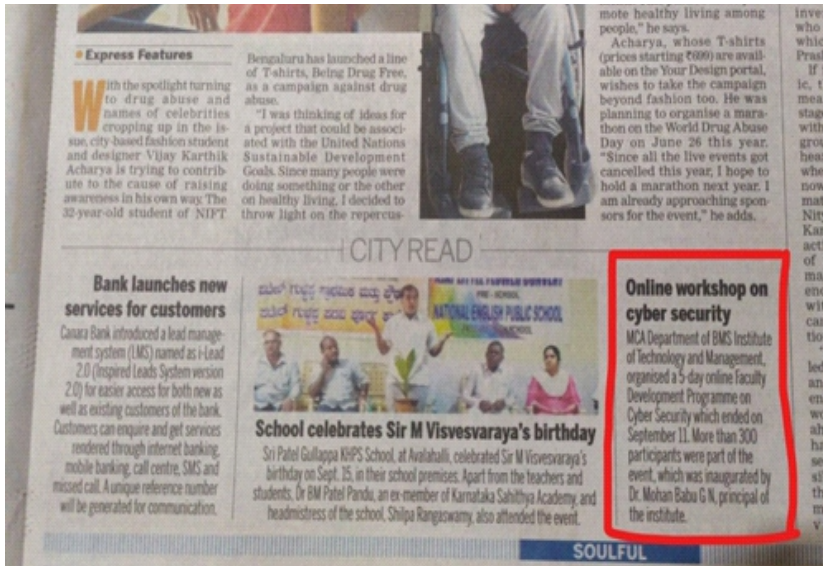 Express Features
With the spotlight turning
to drug abuse and
names of celebrities
cropping up in the is-
sue, city-based fashion student
and designer Vijay Karthik
Acharya is trying to contrib-
ute to the cause of raising
awareness in his own way. The
32-year-old student of NIFT
Bengaluru has launched a line
of T-shirts, Being Drug Free,
as a campaign against drug
abuse.
"I was thinking of ideas for
a project that could be associ-
ated with the United Nations
Sustainable Development
Goals. Since many people were
doing something or the other
on healthy living, I decided to
throw light on the repercus-
mote healthy living among
people," he says.
Acharya, whose T-shirts
(prices starting ₹699) are avail-
able on the Your Design portal,
wishes to take the campaign
beyond fashion too. He was
planning to organise a mara-
thon on the World Drug Abuse
Day on June 26 this year.
"Since all the live events got
cancelled this year, I hope to
hold a marathon next year. I
am already approaching spon-
sors for the event," he adds.
CITY READ
Bank launches new
services for customers
Canara Bank introduced a lead manage-
ment system (LMS) named as i-Lead
2.0 (Inspired Leads System version
2.0) for easier access for both new as
well as existing customers of the bank.
Customers can enquire and get services
rendered through internet banking,
mobile banking, call centre, SMS and
missed call. A unique reference number
will be generated for communication.
PRE - SCHOOL
NATIONAL ENGLISH PUBLIC SCHOOL
School celebrates Sir M Visvesvaraya's birthday
Sri Patel Gullappa KHPS School, at Avalahalli, celebrated Sir M Visvesvaraya's
birthday on Sept. 15, in their school premises. Apart from the teachers and
students, Dr BM Patel Pandu, an ex-member of Karnataka Sahithya Academy, and
headmistress of the school, Shilpa Rangaswamy, also attended the event.
Online workshop on
cyber security
MCA Department of BMS Institute
of Technology and Management,
organised a 5-day online Faculty
Development Programme on
Cyber Security which ended on
September 11. More than 300
participants were part of the
event, which was inaugurated by
Dr. Mohan Babu G N, principal of
the institute.
SOULFUL